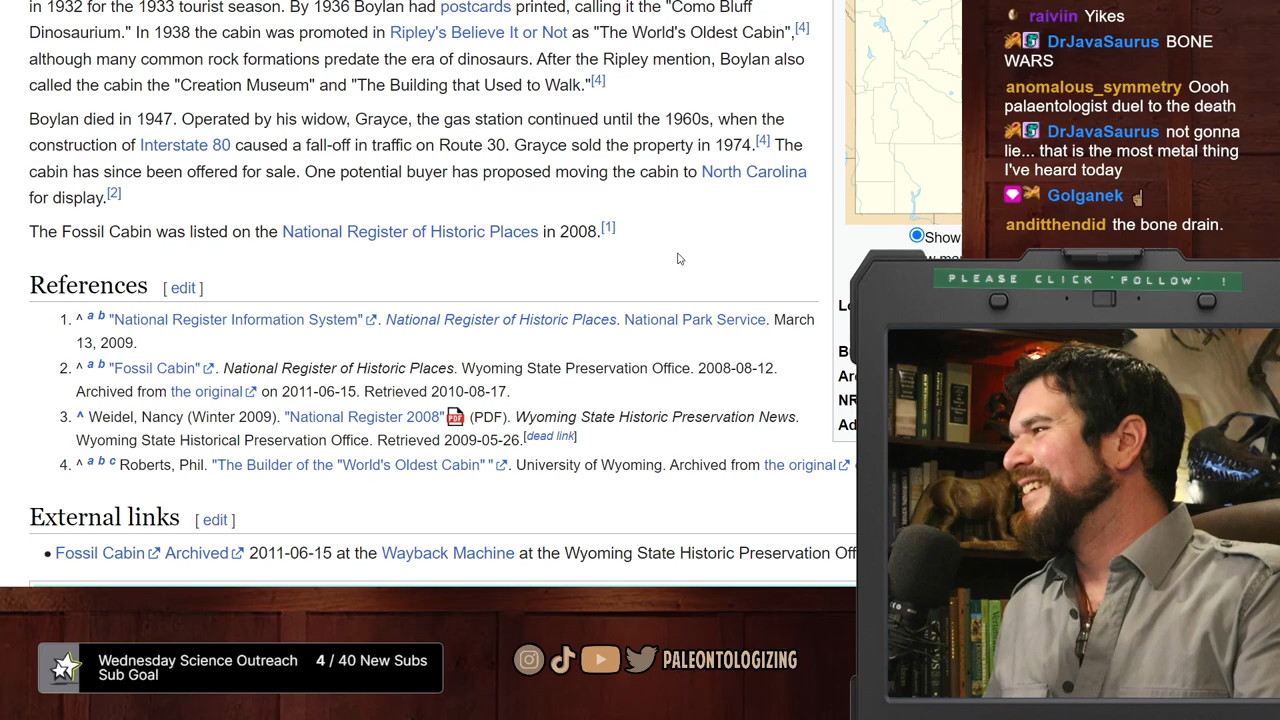 in 1932 for the 1933 tourist season. By 1936 Boylan had postcards printed, calling it the "Como Bluff
Dinosaurium." In 1938 the cabin was promoted in Ripley's Believe It or Not as "The World's Oldest Cabin",[4]
although many common rock formations predate the era of dinosaurs. After the Ripley mention, Boylan also
called the cabin the "Creation Museum" and "The Building that Used to Walk."[4]
Boylan died in 1947. Operated by his widow, Grayce, the gas station continued until the 1960s, when the
construction of Interstate 80 caused a fall-off in traffic on Route 30. Grayce sold the property in 1974.[4] The
cabin has since been offered for sale. One potential buyer has proposed moving the cabin to North Carolina
for display.[2]
The Fossil Cabin was listed on the National Register of Historic Places in 2008.[1]
References [ edit ]
1. ^ a b "National Register Information System". National Register of Historic Places. National Park Service. March
13, 2009.
2. ^ a b "Fossil Cabin". National Register of Historic Places. Wyoming State Preservation Office. 2008-08-12.
Archived from the original on 2011-06-15. Retrieved 2010-08-17.
3. ^ Weidel, Nancy (Winter 2009). "National Register 2008" PDF (PDF). Wyoming State Historic Preservation News.
Wyoming State Historical Preservation Office. Retrieved 2009-05-26.[dead link]
4. ^ a b c Roberts, Phil. "The Builder of the "World's Oldest Cabin" ". University of Wyoming. Archived from the original
External links [ edit ]
• Fossil Cabin Archived 2011-06-15 at the Wayback Machine at the Wyoming State Historic Preservation Off
Show
raiviin Yikes
DrJavaSaurus BONE
WARS
anomalous_symmetry Oooh
palaentologist duel to the death
DrJavaSaurus not gonna
lie... that is the most metal thing
I've heard today
Golganek
anditthendid the bone drain.
PLEASE CLICK 'FOLLOW' !
Wednesday Science Outreach 4 / 40 New Subs
Sub Goal
PALEONTOLOGIZING